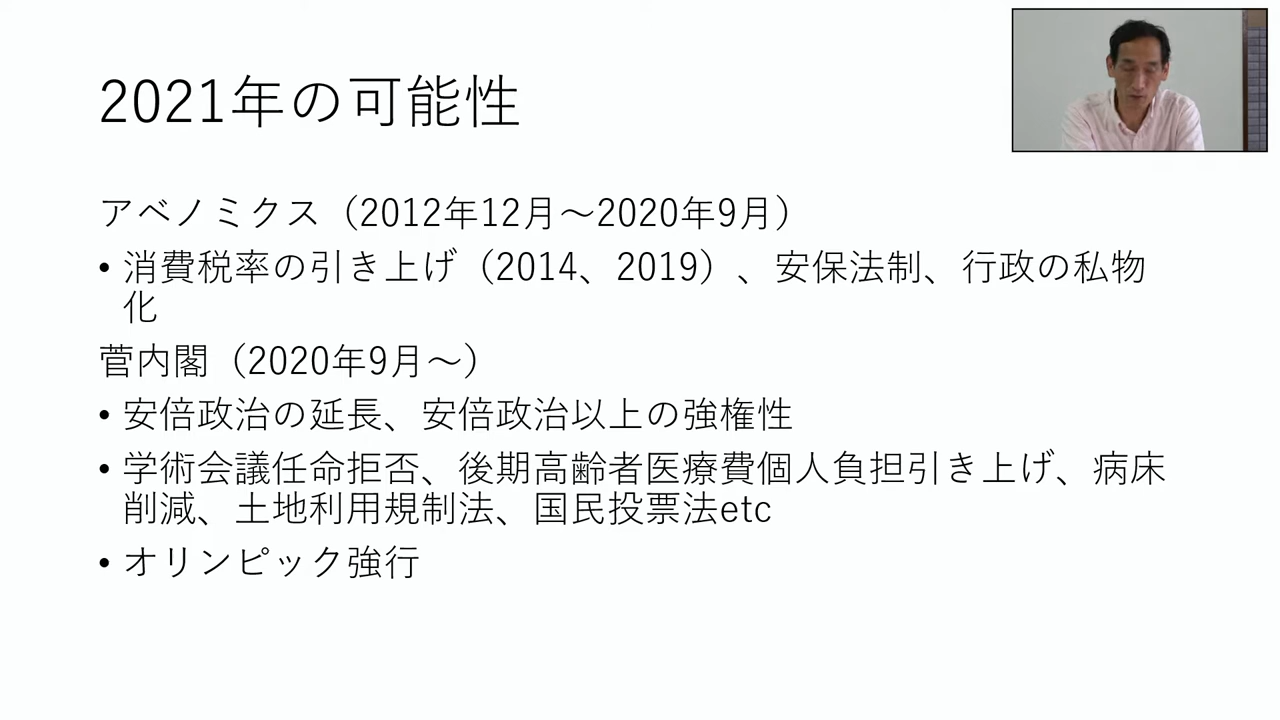 2021年の可能性
アベノミクス（2012年12月～2020年9月）
• 消費税率の引き上げ（2014、2019）、安保法制、行政の私物
化
菅内閣（2020年9月～）
• 安倍政治の延長、安倍政治以上の強権性
• 学術会議任命拒否、後期高齢者医療費個人負担引き上げ、病床
削減、土地利用規制法、国民投票法etc
• オリンピック強行